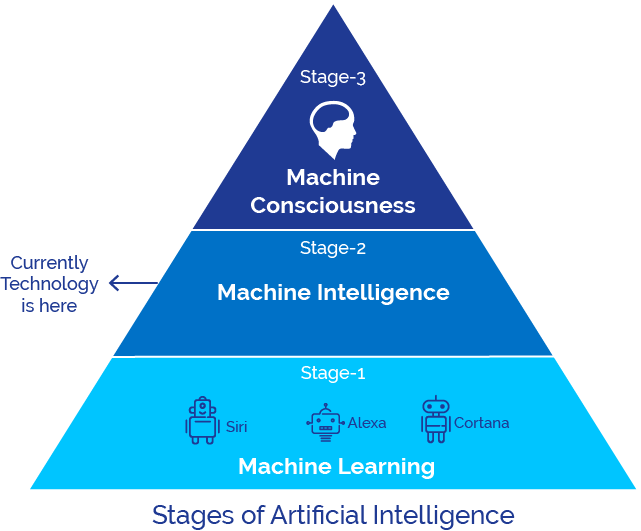 Stage-3
Machine
Consciousness
Stage-2
Currently
Technology
is here
Machine Intelligence
Stage-1
Siri
Alexa
Cortana
Machine Learning
Stages of Artificial Intelligence